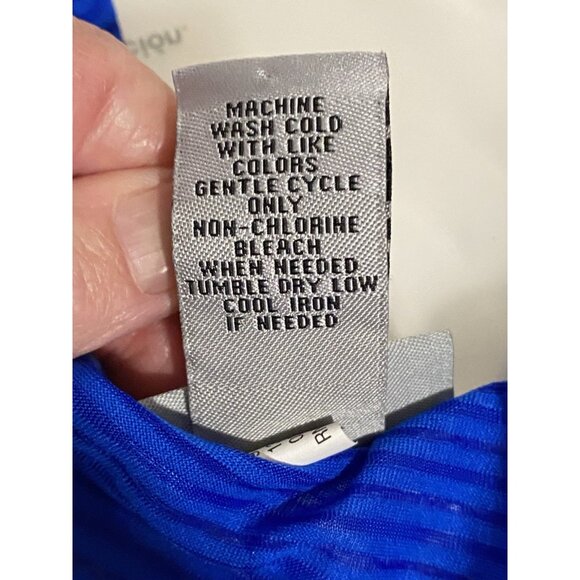 ción
MACHINE
WASH COLD
WITH LIKE
COLORS
GENTLE CYCLE
ONLY
NON-CHLORINE
BLEACH
WHEN NEEDED
TUMBLE DRY LOW
COOL IRON
IF NEEDED